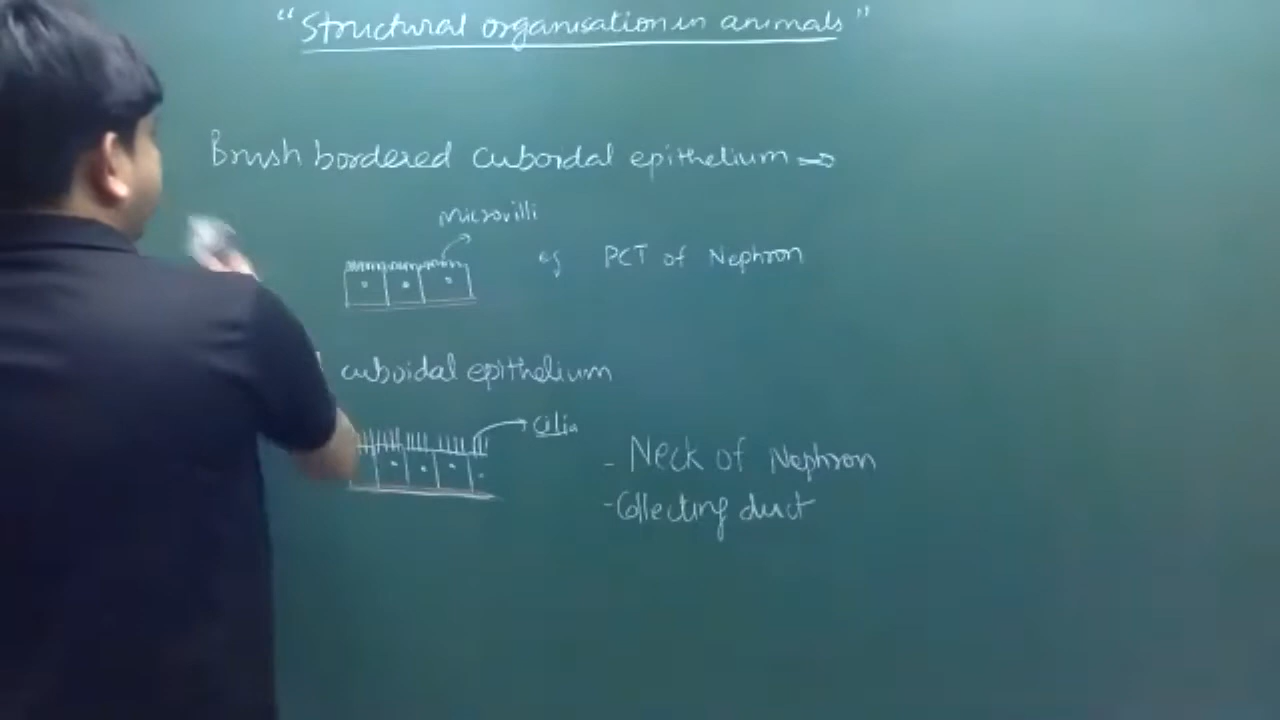 "Structural organisation in animals"
Brush bordered cuboidal epithelium →
Microvilli
eg PCT of Nephron
cuboidal epithelium
Cilia
- Neck of Nephron
- Collecting duct